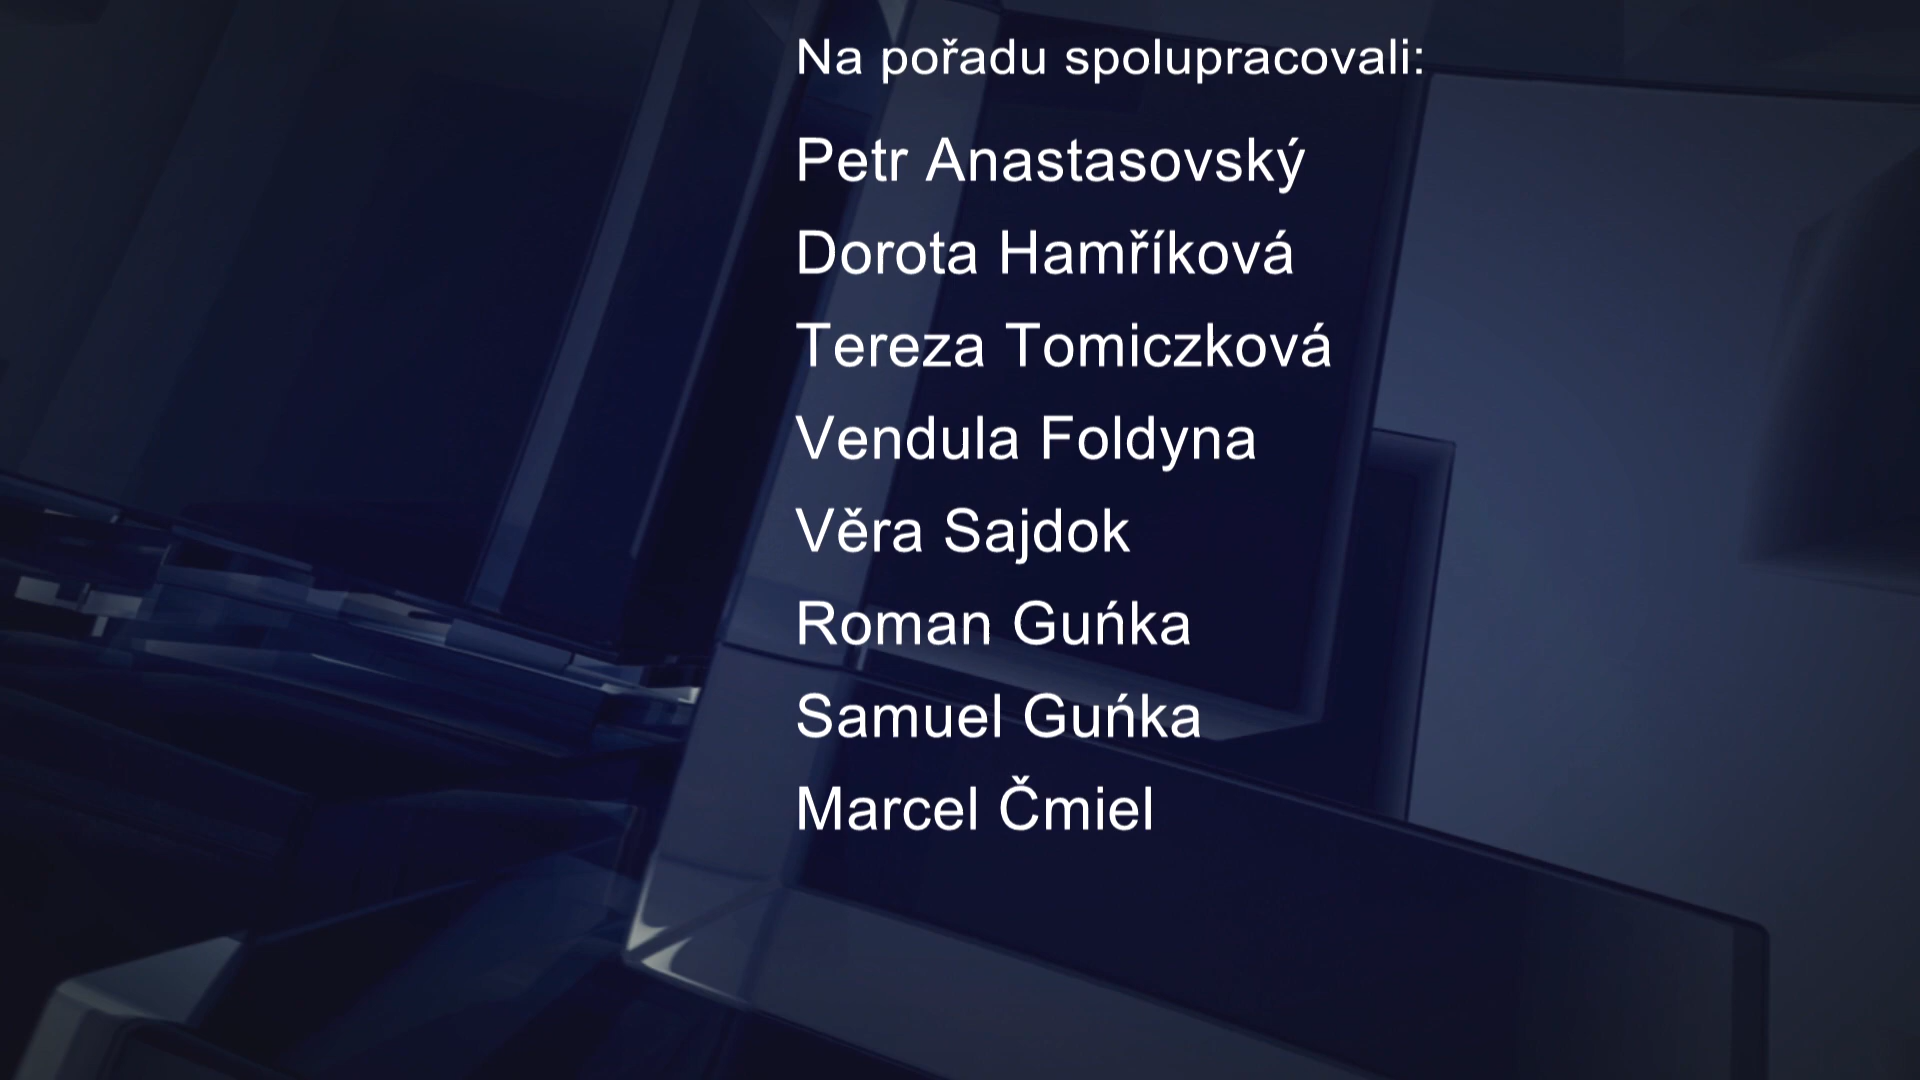 Na pořadu spolupracovali:
Petr Anastasovský
Dorota Hamříková
Tereza Tomiczková
Vendula Foldyna
Věra Sajdok
Roman Guńka
Samuel Guńka
Marcel Čmiel